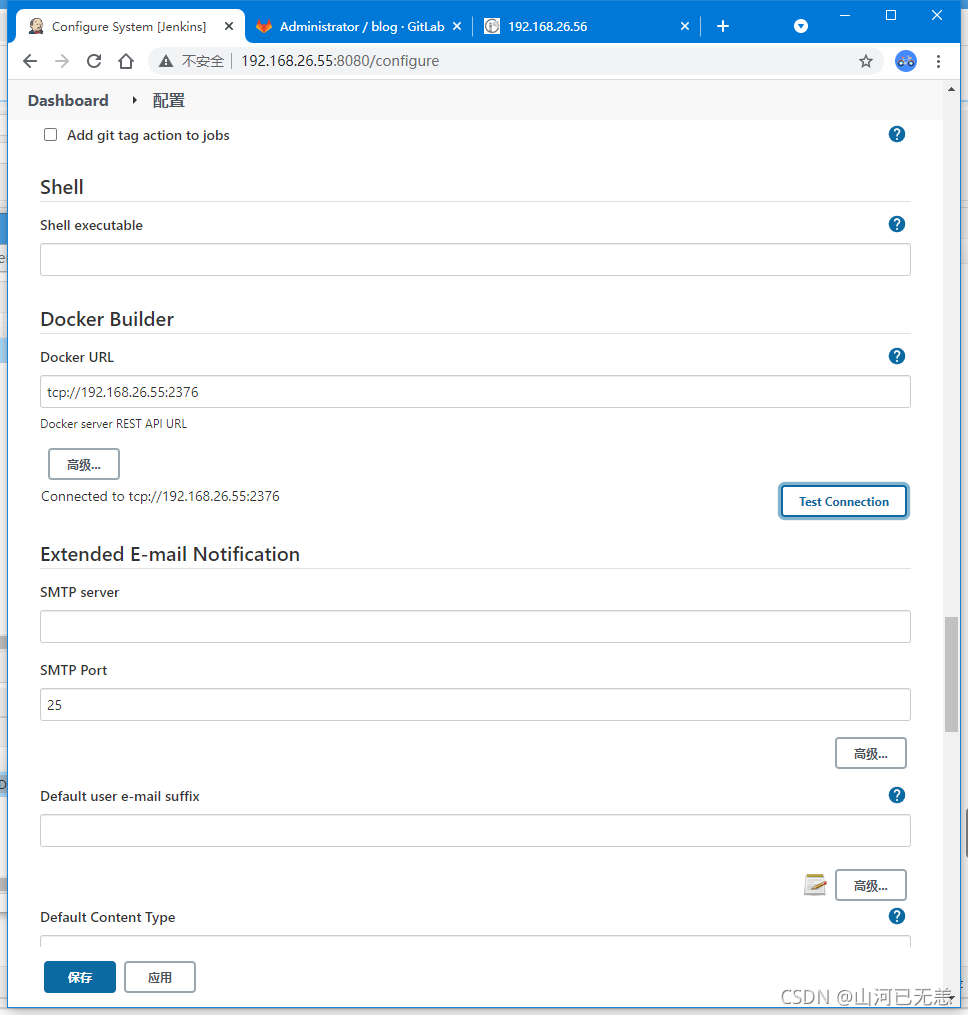 Configure System [Jenkins]
Administrator / blog · GitLab
192.168.26.56
不安全
192.168.26.55:8080/configure
Dashboard
配置
Add git tag action to jobs
Shell
Shell executable
Docker Builder
Docker URL
tcp://192.168.26.55:2376
Docker server REST API URL
高级...
Connected to tcp://192.168.26.55:2376
Test Connection
Extended E-mail Notification
SMTP server
SMTP Port
25
高级...
Default user e-mail suffix
高级...
Default Content Type
保存
应用
CSDN @山河已无恙